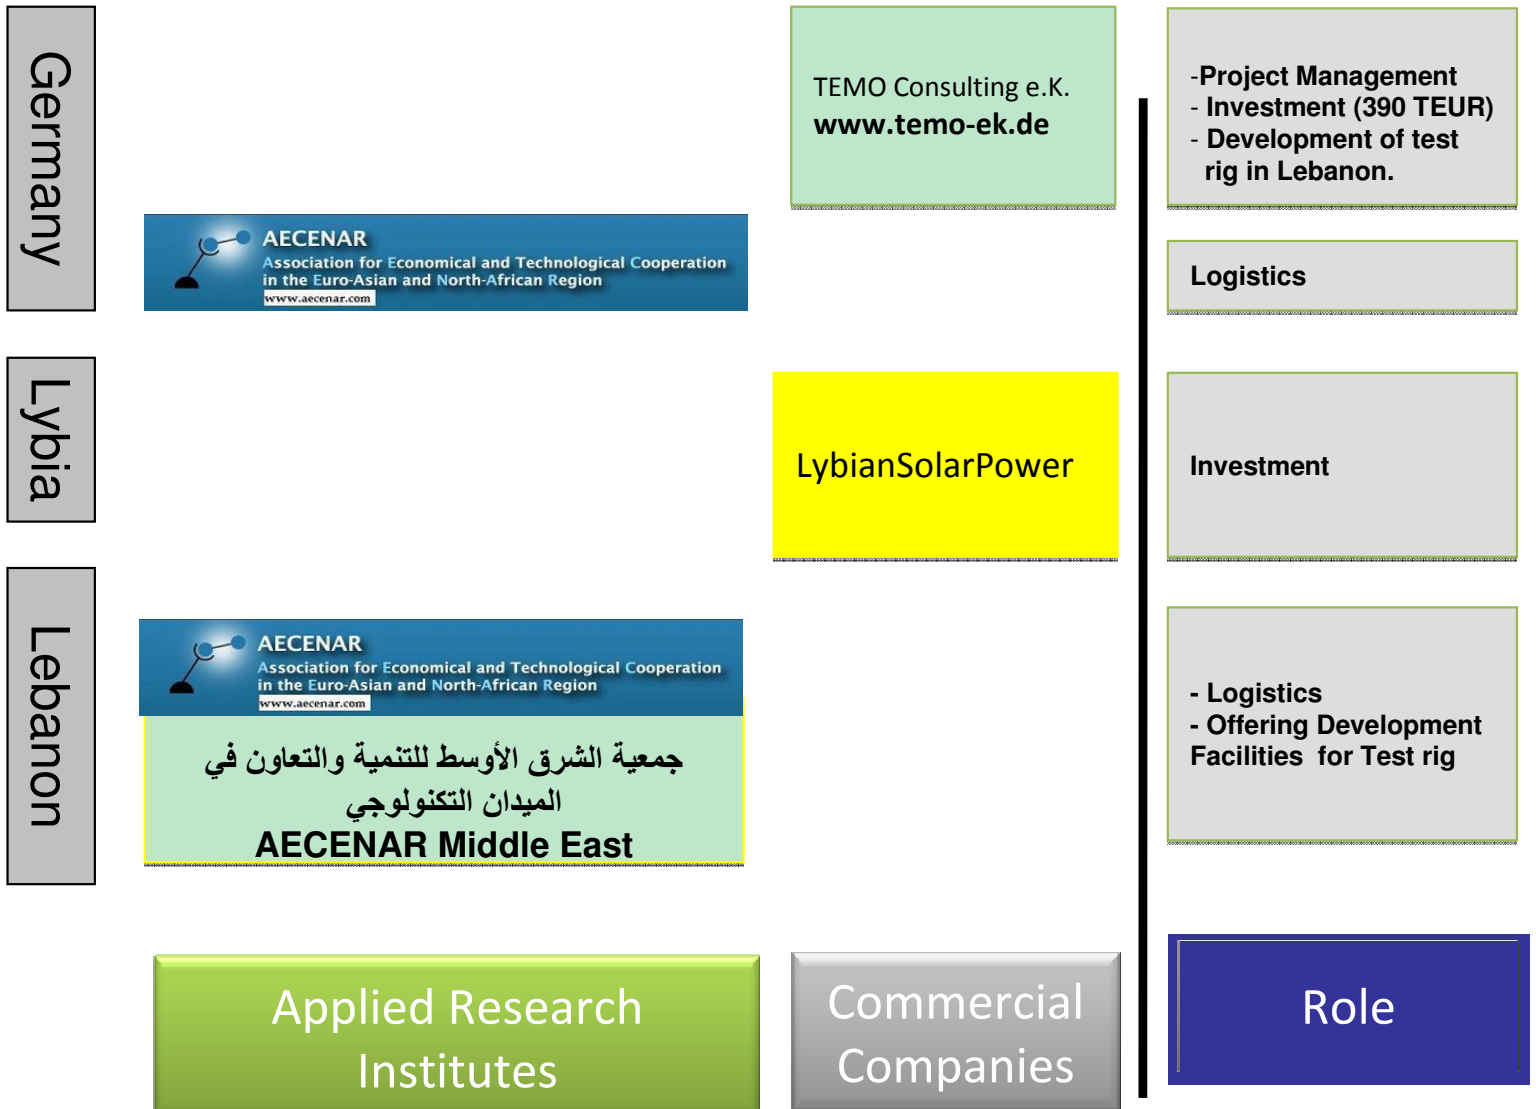 Germany
TEMO Consulting e.K.
www.temo-ek.de
-Project Management
- Investment (390 TEUR)
- Development of test
rig in Lebanon.
AECENAR
Association for Economical and Technological Cooperation
in the Euro-Asian and North-African Region
www.aecenar.com
Logistics
Lybia
LybianSolarPower
Investment
Lebanon
AECENAR
Association for Economical and Technological Cooperation
in the Euro-Asian and North-African Region
www.aecenar.com
جمعية الشرق الأوسط للتنمية والتعاون في
الميدان التكنولوجي
AECENAR Middle East
- Logistics
- Offering Development
Facilities for Test rig
Applied Research
Institutes
Commercial
Companies
Role